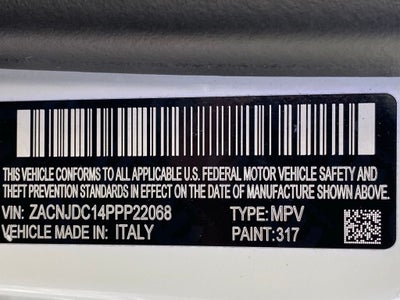 THIS VEHICLE CONFORMS TO ALL APPLICABLE U.S. FEDERAL MOTOR VEHICLE SAFETY AND
THEFT PREVENTION STANDARDS IN EFFECT ON THE DATE OF MANUFACTURE SHOWN ABOVE.
VIN: ZACNJDC14PPP22068 TYPE: MPV
VEHICLE MADE IN: ITALY PAINT:317